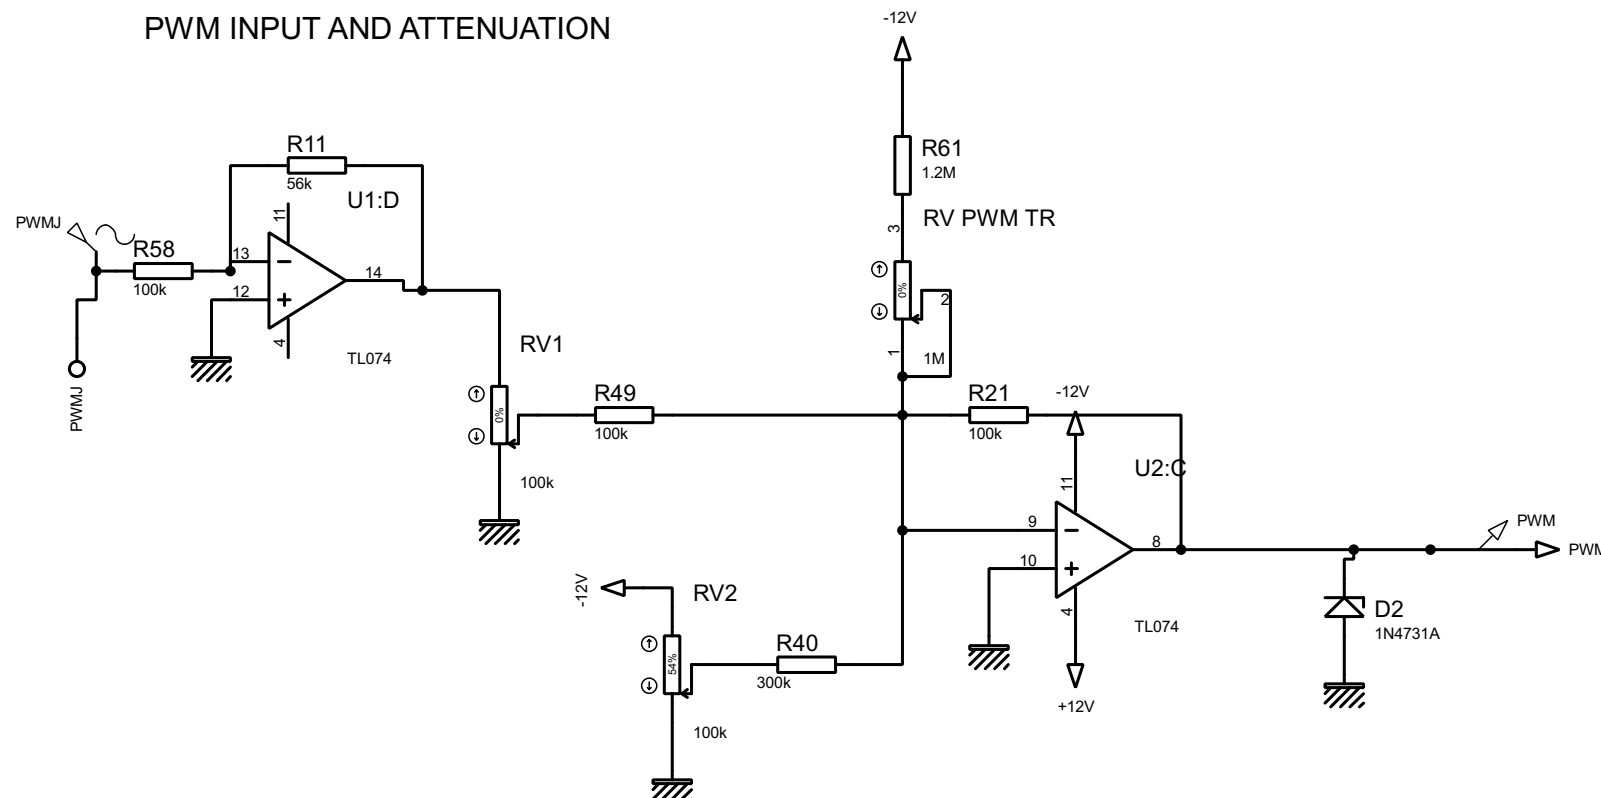 PWM INPUT AND ATTENUATION
-12V
R11
56k
U1:D
11
R61
1.2M
PWMJ
R58
100k
13
12
14
4
TL074
3
RV PWM TR
0%
2
1
1M
PWMJ
RV1
0%
100k
R49
100k
R21
100k
-12V
U2:C
11
9
10
8
4
TL074
+12V
PWM
PWM
D2
1N4731A
-12V
RV2
54%
100k
R40
300k